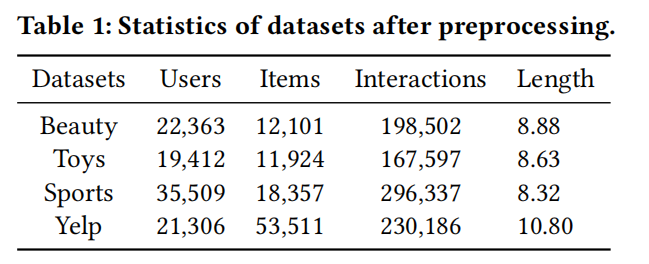 Table 1: Statistics of datasets after preprocessing.
Datasets Users Items Interactions Length
Beauty 22,363 12,101 198,502 8.88
Toys 19,412 11,924 167,597 8.63
Sports 35,509 18,357 296,337 8.32
Yelp 21,306 53,511 230,186 10.80